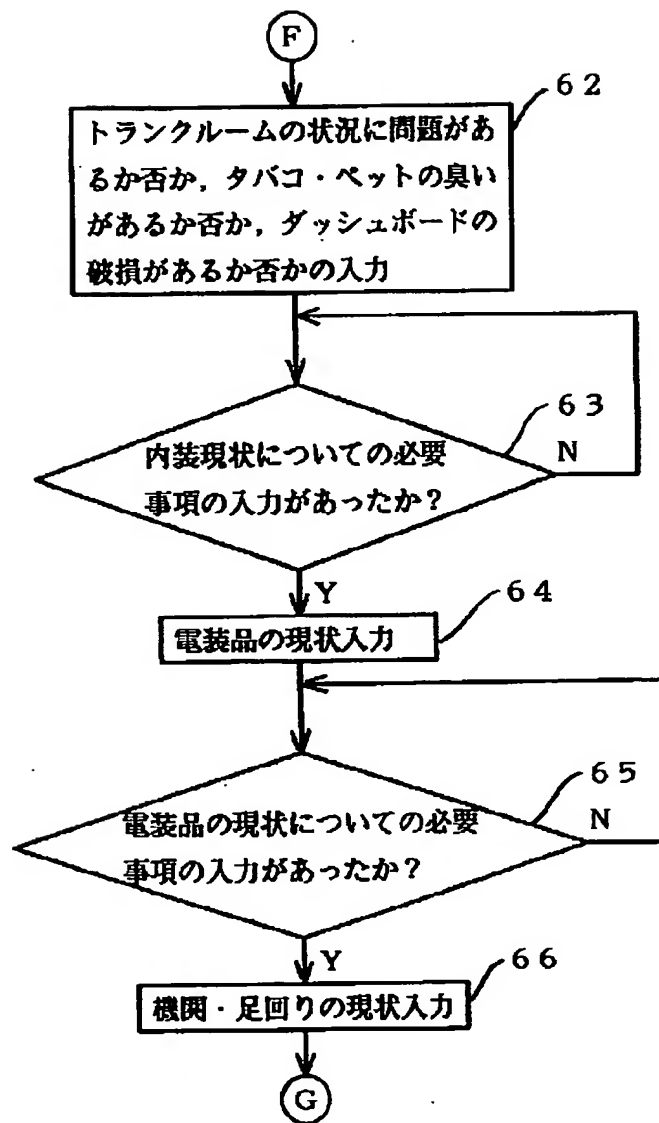 F
62
トランクルームの状況に問題があ
るか否か，タバコ・ペットの臭い
があるか否か，ダッシュボードの
破損があるか否かの入力
63
内装現状についての必要
事項の入力があったか？
N
Y
64
電装品の現状入力
65
電装品の現状についての必要
事項の入力があったか？
N
Y
66
機関・足回りの現状入力
G